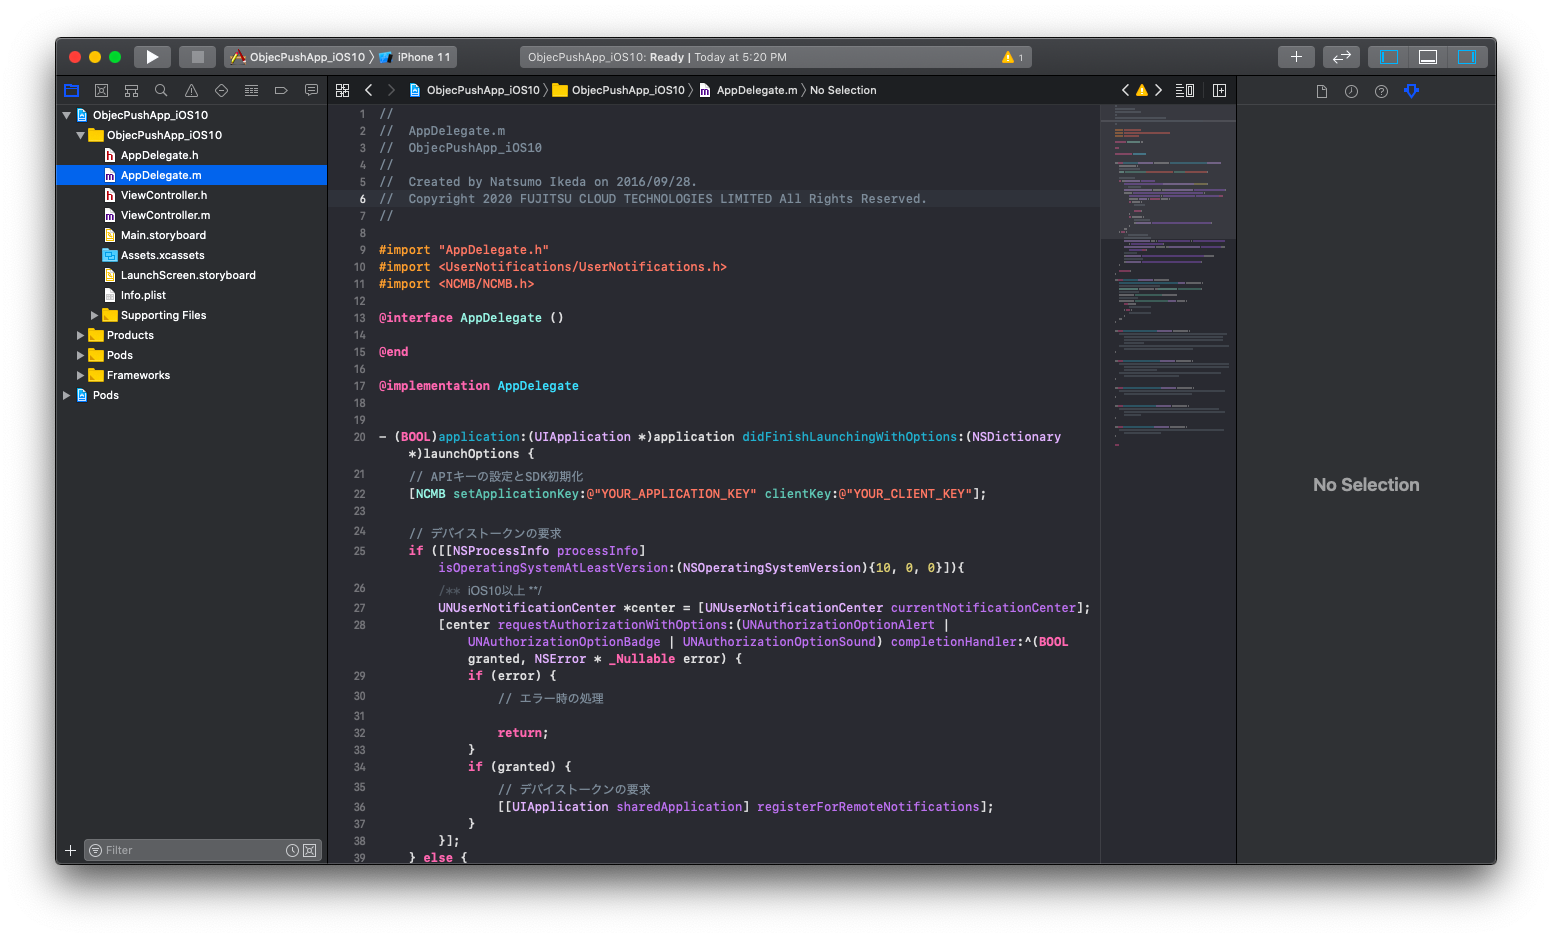 ObjecPushApp_iOS10 〉 iPhone 11
ObjecPushApp_iOS10: Ready | Today at 5:20 PM
1
ObjecPushApp_iOS10 〉 ObjecPushApp_iOS10 〉 AppDelegate.m 〉 No Selection
ObjecPushApp_iOS10
ObjecPushApp_iOS10
AppDelegate.h
AppDelegate.m
ViewController.h
ViewController.m
Main.storyboard
Assets.xcassets
LaunchScreen.storyboard
Info.plist
Supporting Files
Products
Pods
Frameworks
Pods
Filter
1 //
2 //  AppDelegate.m
3 //  ObjecPushApp_iOS10
4 //
5 //  Created by Natsumo Ikeda on 2016/09/28.
6 //  Copyright 2020 FUJITSU CLOUD TECHNOLOGIES LIMITED All Rights Reserved.
7 //
8
9 #import "AppDelegate.h"
10 #import <UserNotifications/UserNotifications.h>
11 #import <NCMB/NCMB.h>
12
13 @interface AppDelegate ()
14
15 @end
16
17 @implementation AppDelegate
18
19
20 - (BOOL)application:(UIApplication *)application didFinishLaunchingWithOptions:(NSDictionary
*)launchOptions {
21 // APIキーの設定とSDK初期化
22 [NCMB setApplicationKey:@"YOUR_APPLICATION_KEY" clientKey:@"YOUR_CLIENT_KEY"];
23
24 // デバイストークンの要求
25 if ([[NSProcessInfo processInfo]
isOperatingSystemAtLeastVersion:(NSOperatingSystemVersion){10, 0, 0}]){
26 /** iOS10以上 **/
27 UNUserNotificationCenter *center = [UNUserNotificationCenter currentNotificationCenter];
28 [center requestAuthorizationWithOptions:(UNAuthorizationOptionAlert |
UNAuthorizationOptionBadge | UNAuthorizationOptionSound) completionHandler:^(BOOL
granted, NSError * _Nullable error) {
29 if (error) {
30 // エラー時の処理
31
32 return;
33 }
34 if (granted) {
35 // デバイストークンの要求
36 [[UIApplication sharedApplication] registerForRemoteNotifications];
37 }
38 }];
39 } else {
No Selection